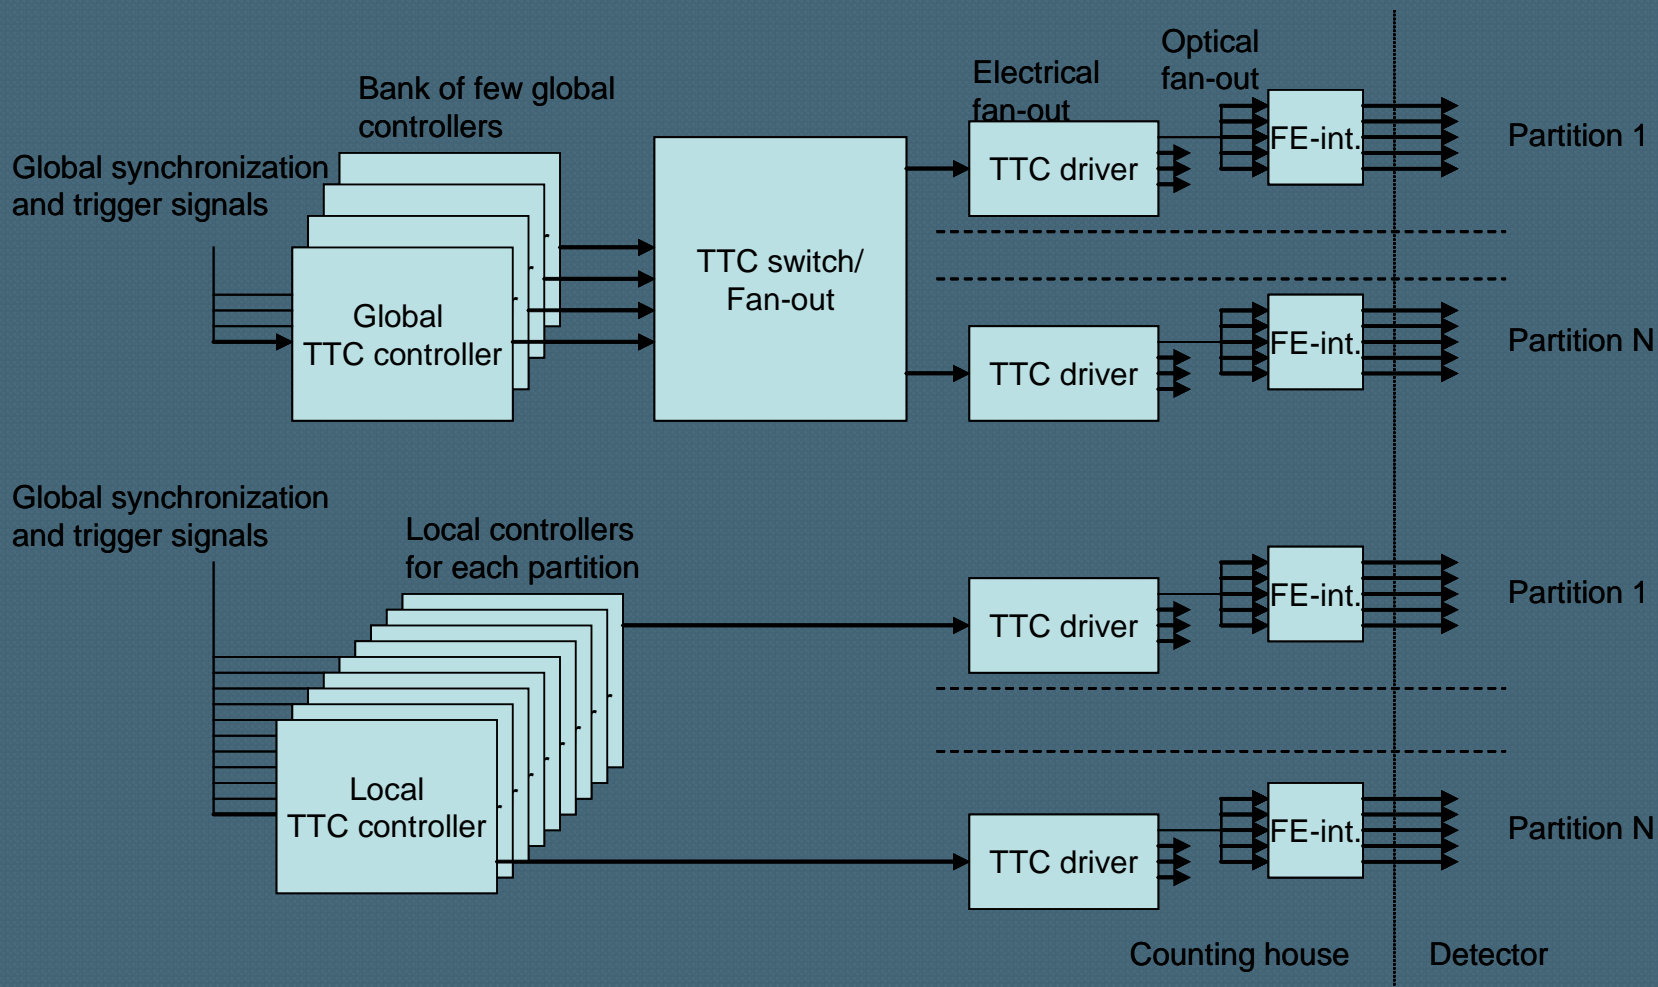 Optical
fan-out
Electrical
fan-out
Bank of few global
controllers
Global synchronization
and trigger signals
TTC driver
FE-int.
Partition 1
TTC switch/
Fan-out
Global
TTC controller
TTC driver
FE-int.
Partition N
Global synchronization
and trigger signals
Local controllers
for each partition
TTC driver
FE-int.
Partition 1
Local
TTC controller
TTC driver
FE-int.
Partition N
Counting house
Detector